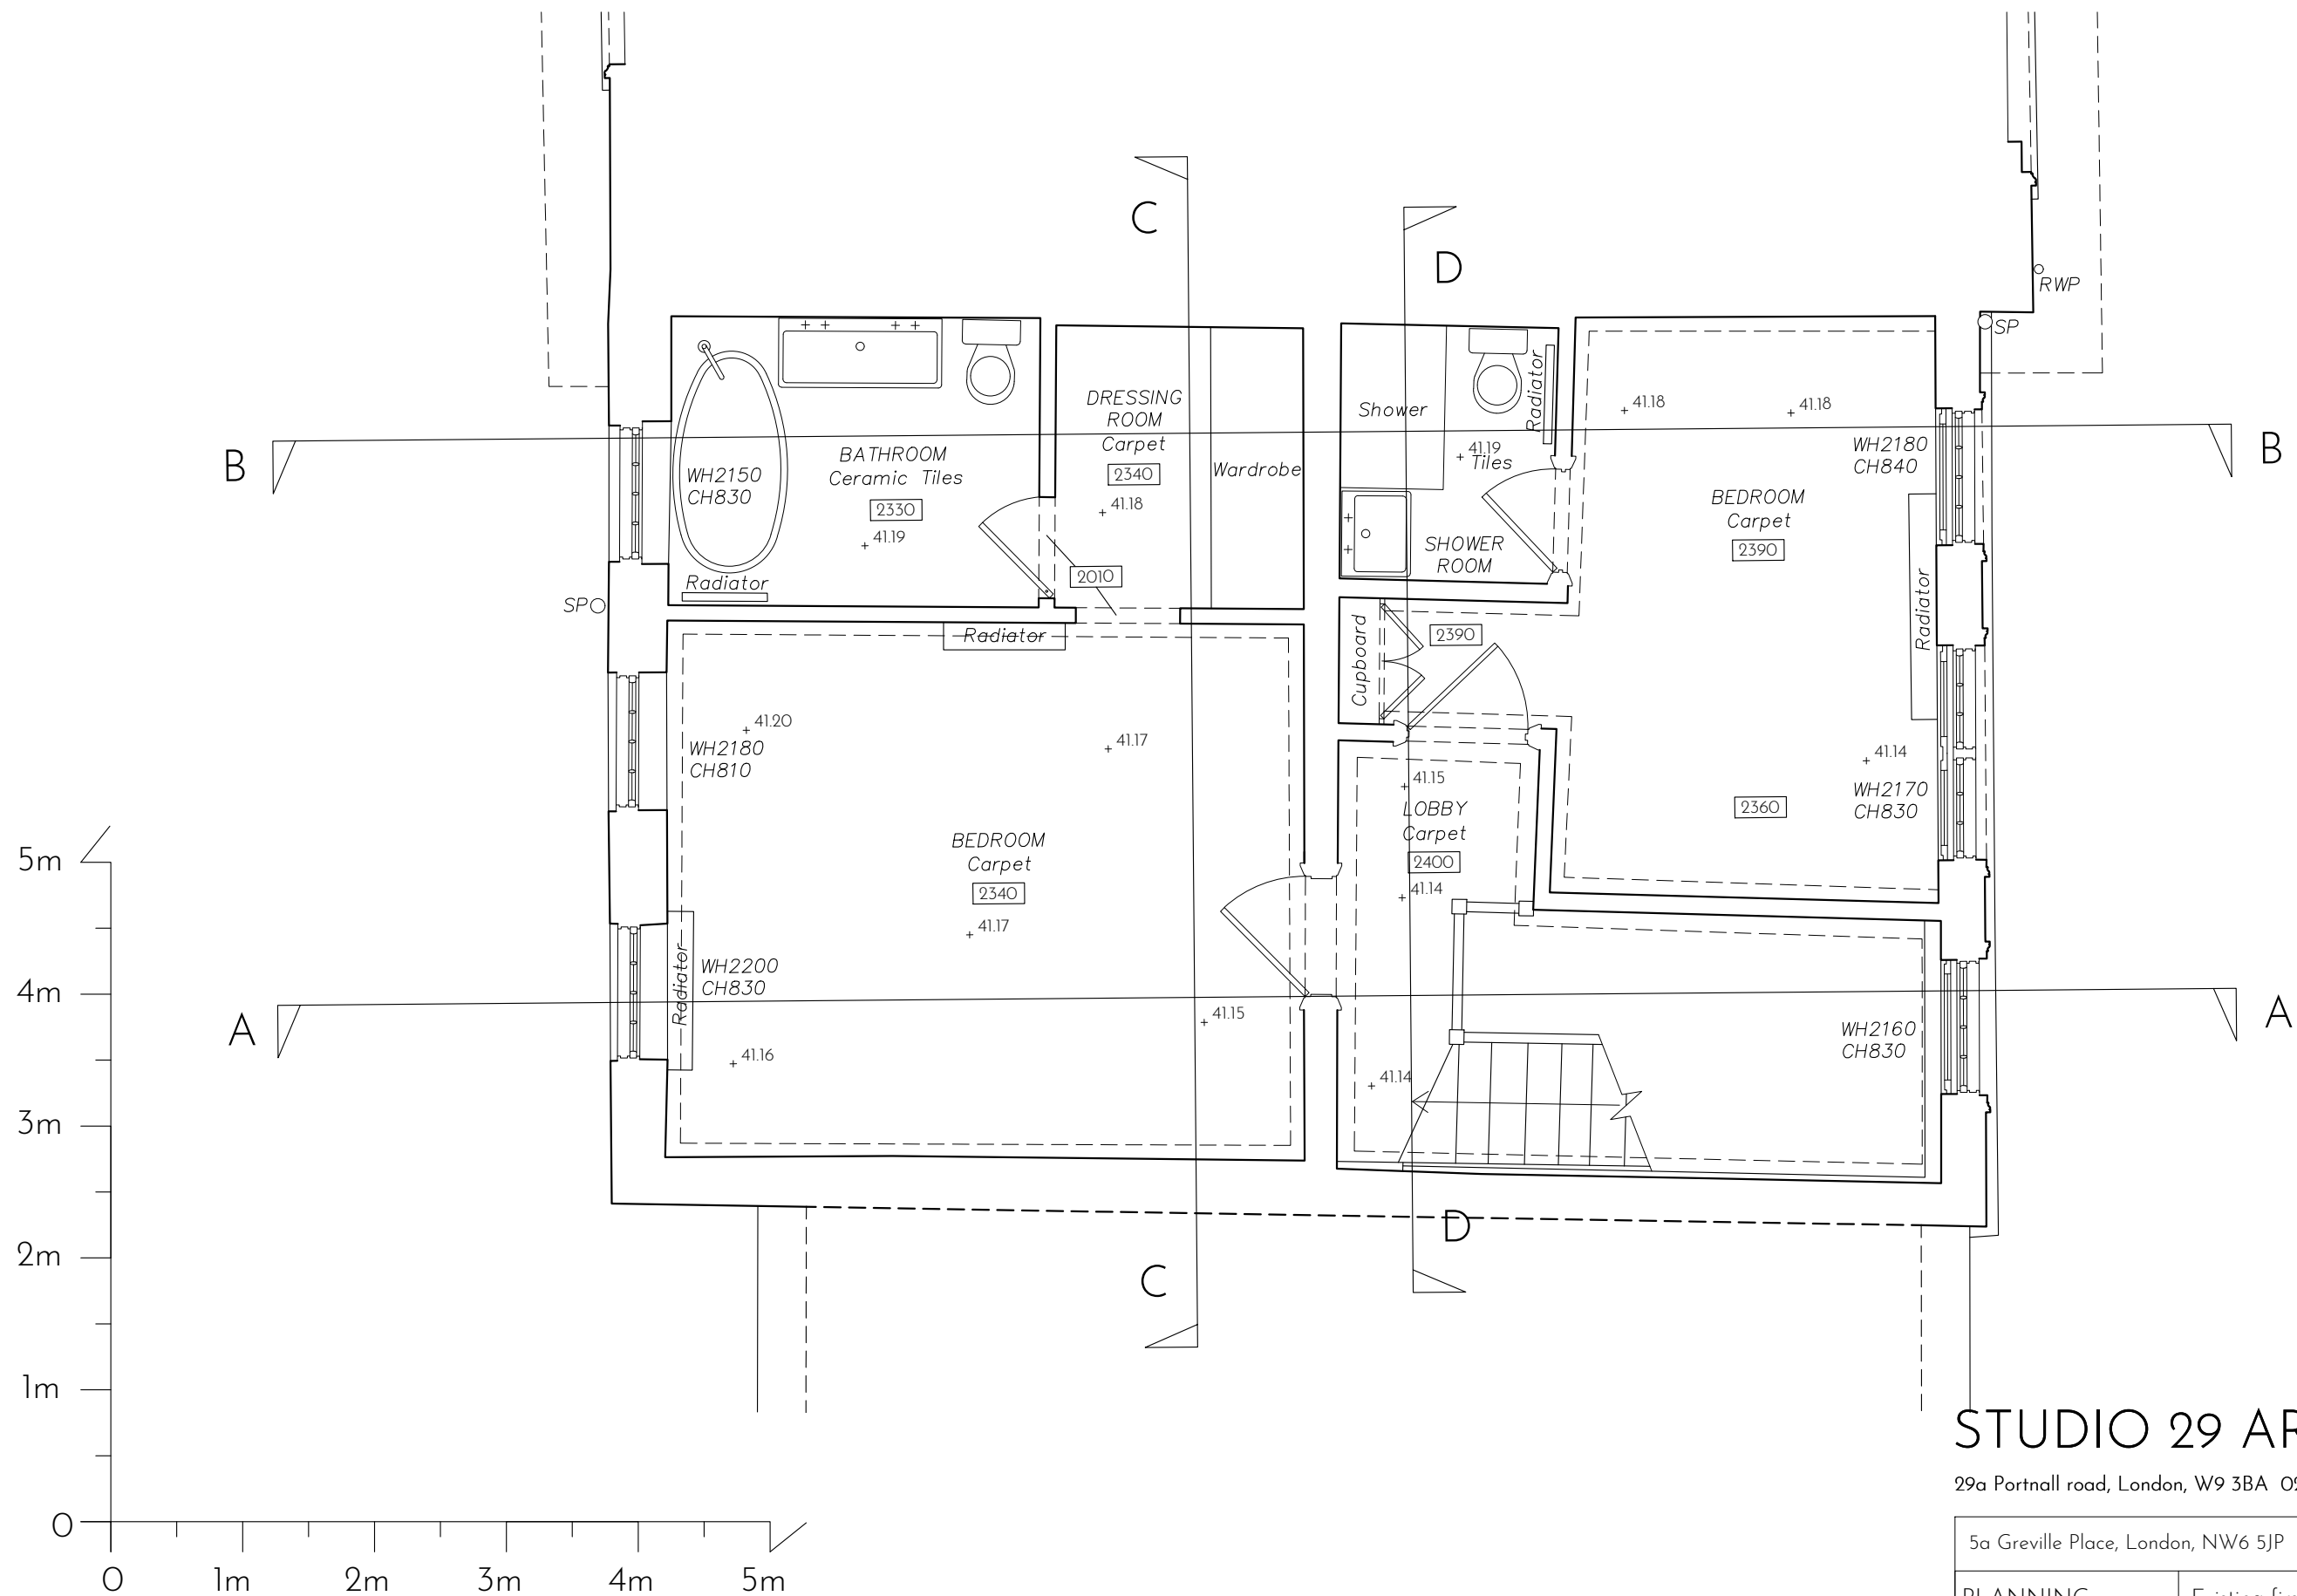 C
D
RWP
SP
DRESSING
ROOM
Carpet
2340
41.18
Wardrobe
Shower
Radiator
41.19
Tiles
41.18
41.18
WH2180
CH840
B
B
WH2150
CH830
BATHROOM
Ceramic Tiles
2330
41.19
BEDROOM
Carpet
2390
SHOWER
ROOM
Radiator
2010
SP
Radiator
Radiator
Cupboard
2390
41.20
WH2180
CH810
41.17
41.14
WH2170
CH830
2360
41.15
LOBBY
Carpet
2400
41.14
BEDROOM
Carpet
2340
41.17
Radiator
WH2200
CH830
A
A
41.15
41.16
WH2160
CH830
41.14
D
C
5m
4m
3m
2m
1m
0
0
1m
2m
3m
4m
5m
STUDIO 29 AR
29a Portnall road, London, W9 3BA 02
5a Greville Place, London, NW6 5JP
PLANNING